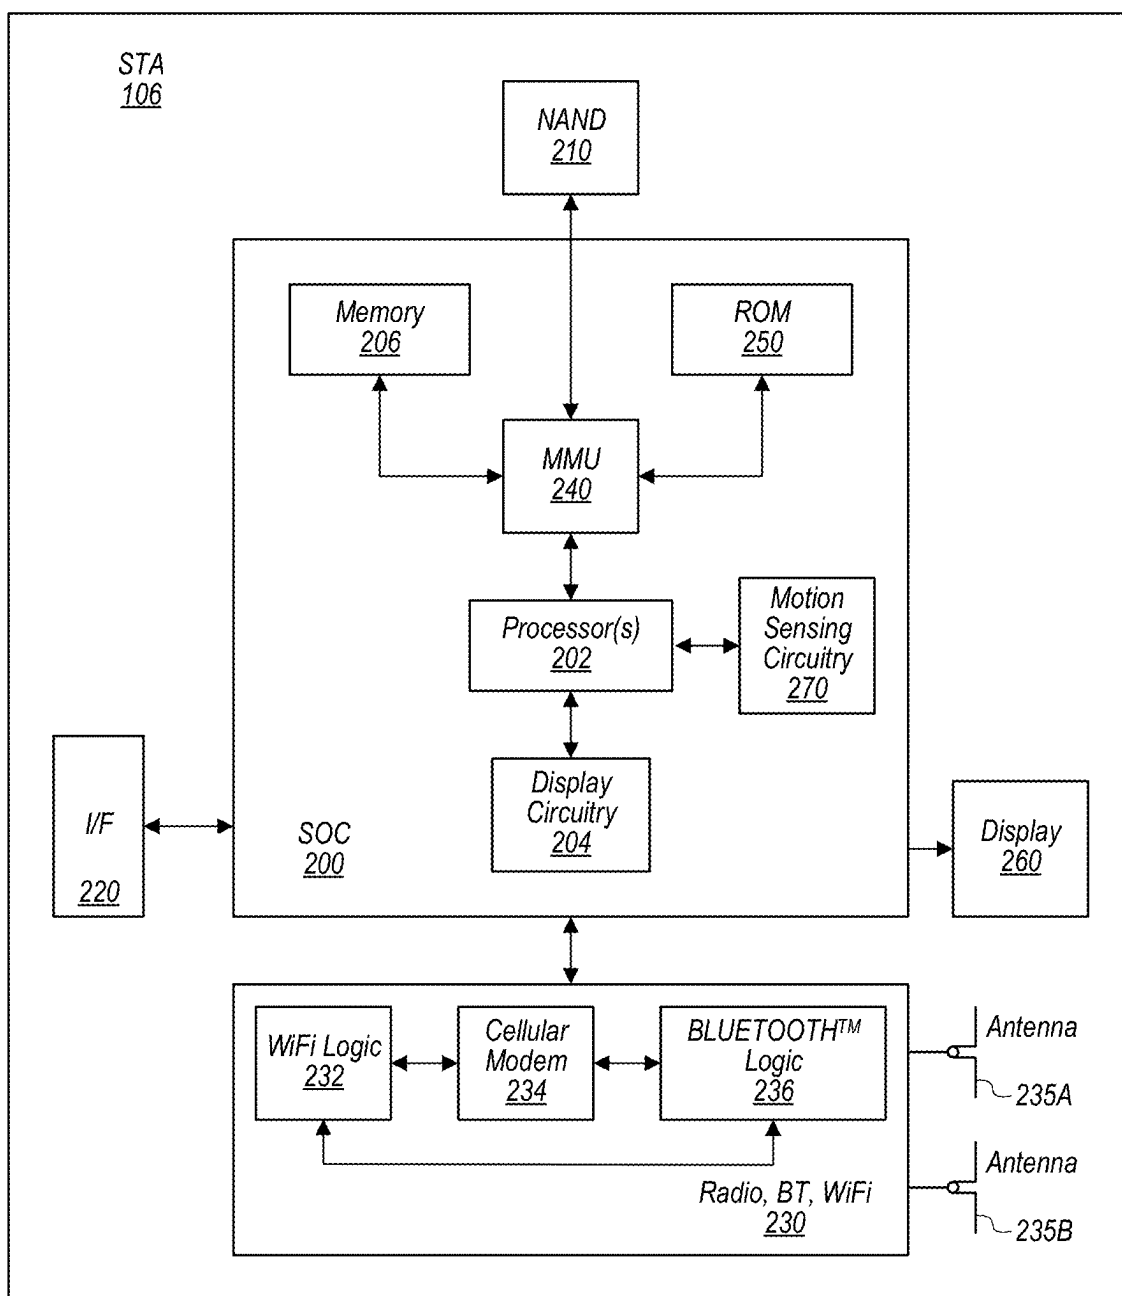 STA
106
NAND
210
Memory
206
ROM
250
MMU
240
Processor(s)
202
Motion
Sensing
Circuitry
270
Display
Circuitry
204
I/F
220
SOC
200
Display
260
WiFi Logic
232
Cellular
Modem
234
BLUETOOTH™
Logic
236
Antenna
235A
Antenna
235B
Radio, BT, WiFi
230